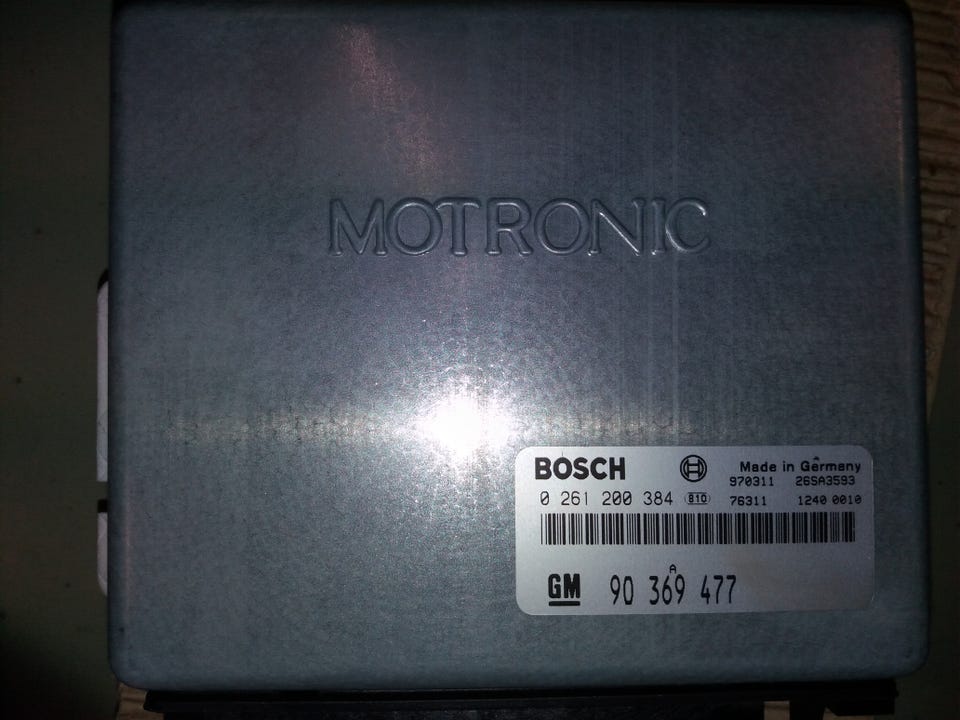 MOTRONIC
BOSCH Made in Germany
970311 26SA3593
0 261 200 384 810 76311 1240 0010
A
GM 90 369 477